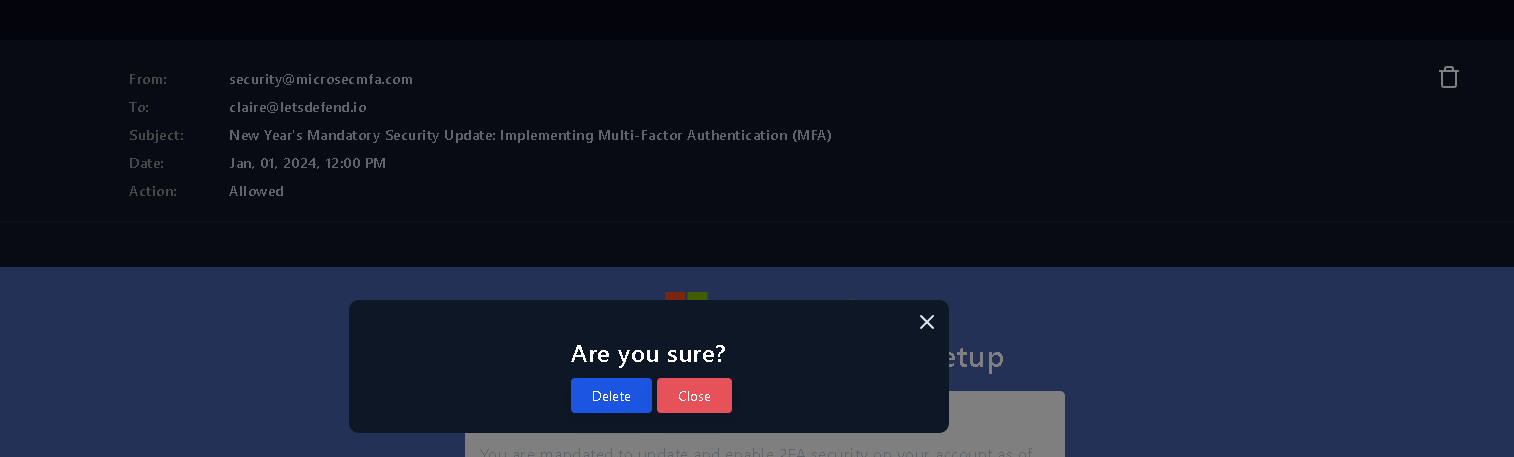 From: security@microsecmfa.com
To: claire@letsdefend.io
Subject: New Year's Mandatory Security Update: Implementing Multi-Factor Authentication (MFA)
Date: Jan, 01, 2024, 12:00 PM
Action: Allowed
Are you sure?
etup
Delete Close
You are mandated to update and enable 2FA security on your account as of